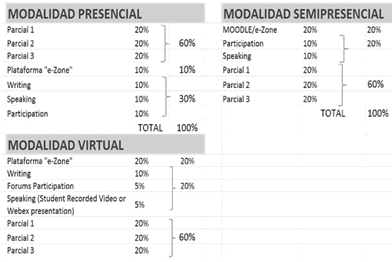 MODALIDAD PRESENCIAL
Parcial 1 20%
Parcial 2 20% 60%
Parcial 3 20%
Plataforma "e-Zone" 10% 10%
Writing 10%
Speaking 10% 30%
Participation 10%
TOTAL 100%
MODALIDAD SEMIPRESENCIAL
MOODLE/e-Zone 20% 20%
Participation 10% 20%
Speaking 10%
Parcial 1 20%
Parcial 2 20% 60%
Parcial 3 20%
TOTAL 100%
MODALIDAD VIRTUAL
Plataforma "e-Zone" 20% 20%
Writing 10%
Forums Participation 5% 20%
Speaking (Student Recorded Video or
Webex presentation) 5%
Parcial 1 20%
Parcial 2 20% 60%
Parcial 3 20%